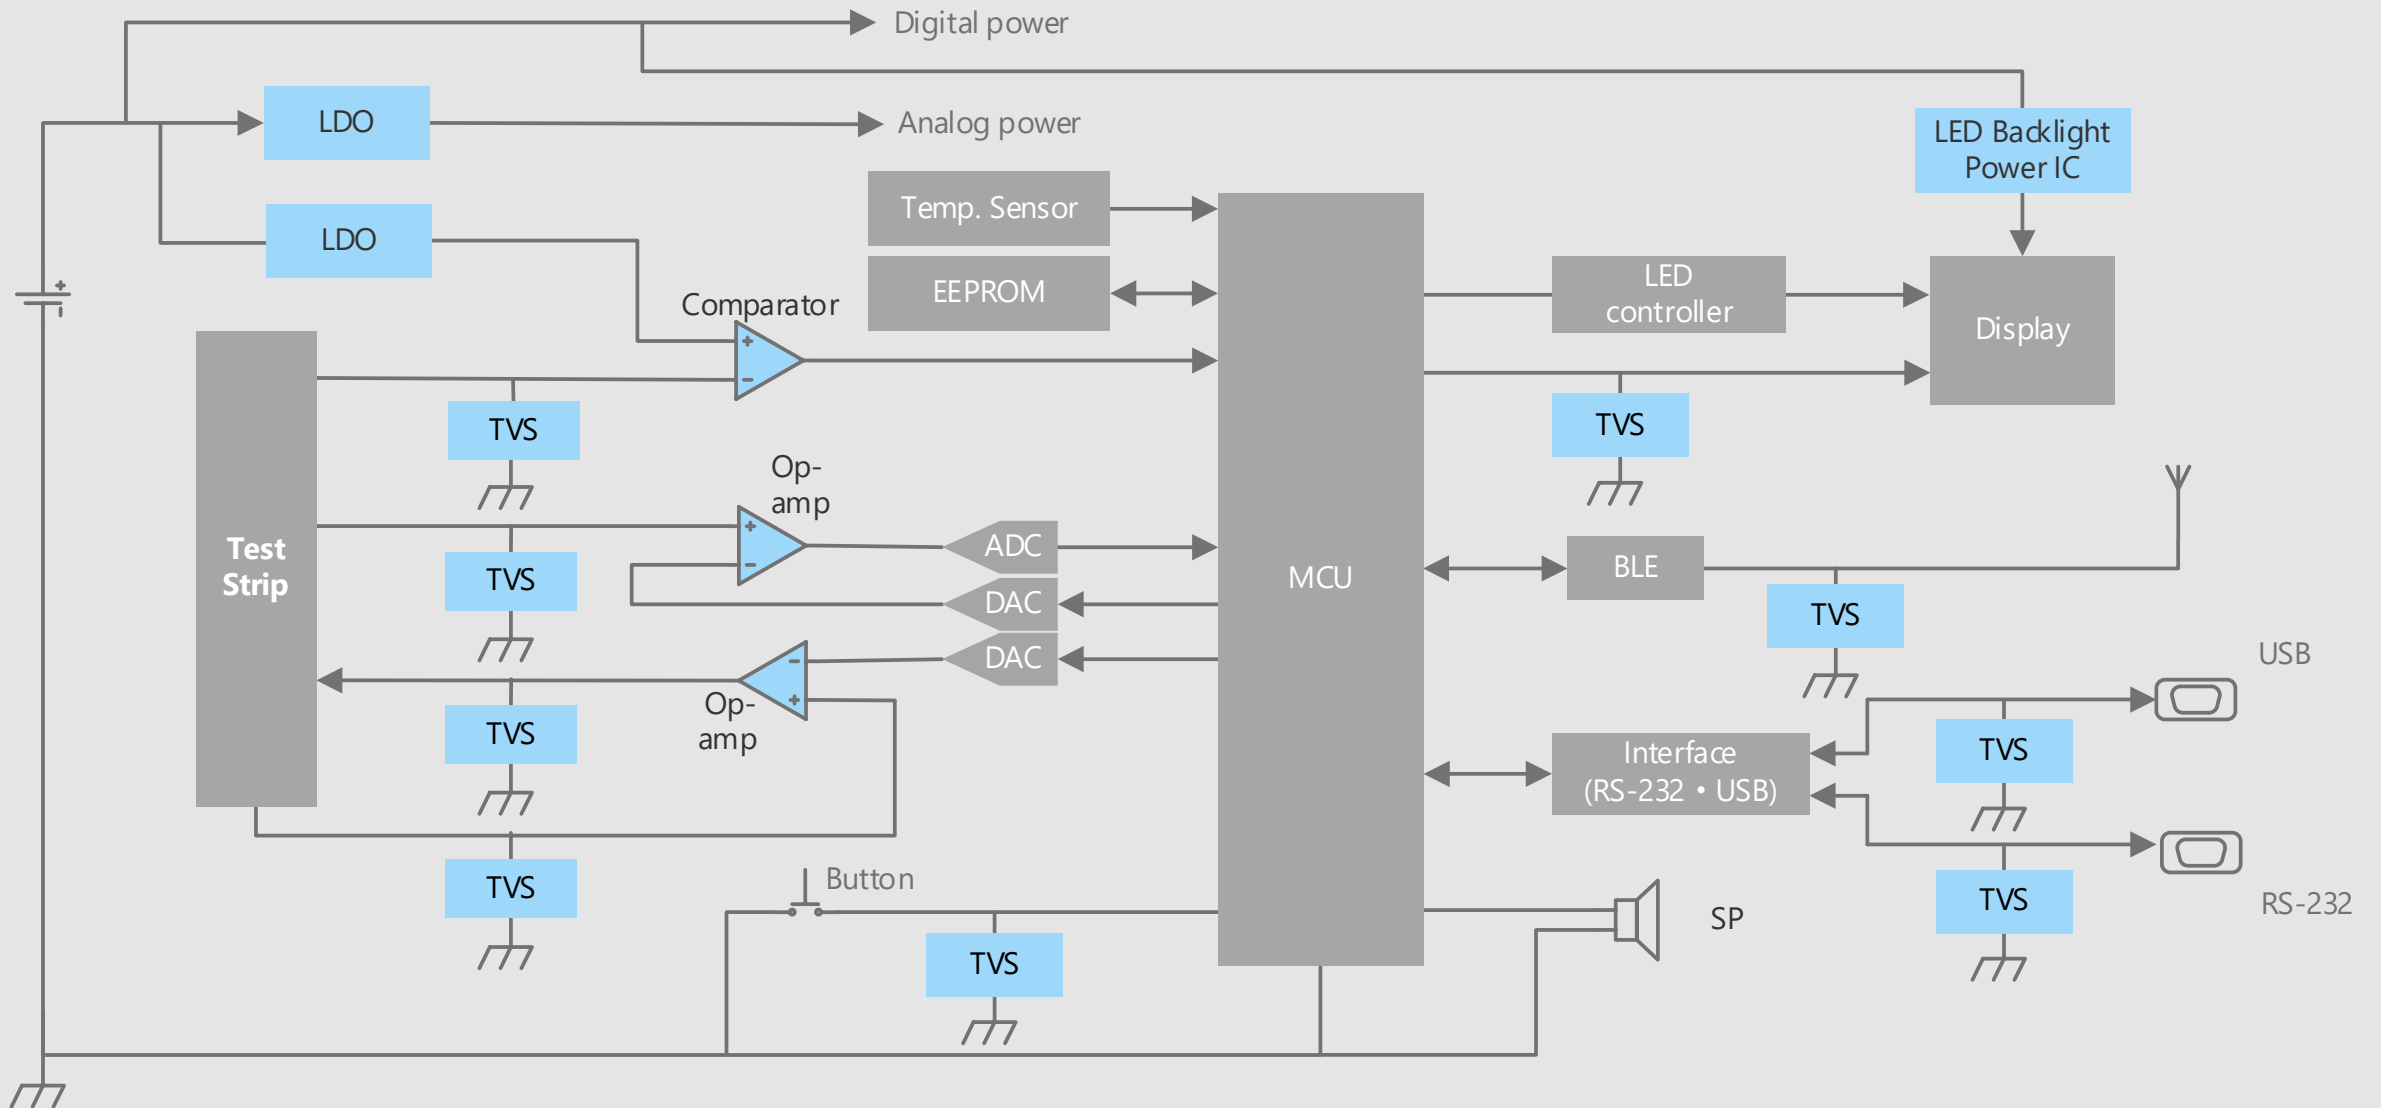 Digital power
LDO
Analog power
LED Backlight
Power IC
Temp. Sensor
LDO
EEPROM
LED
controller
Comparator
Display
TVS
TVS
Op-
amp
Test
Strip
ADC
MCU
BLE
TVS
DAC
TVS
DAC
USB
Op-
amp
TVS
Interface
(RS-232 • USB)
TVS
Button
TVS
SP
TVS
RS-232
TVS